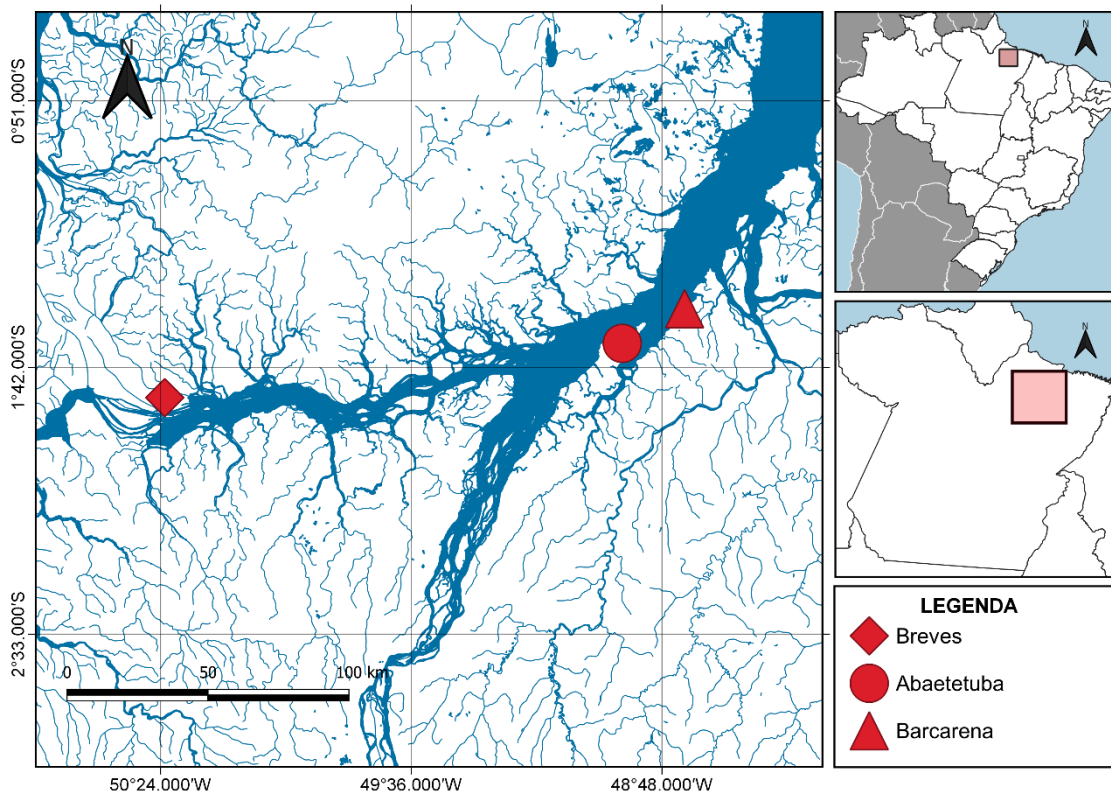 N
N
0°51.000'S
1°42.000'S
2°33.000'S
0 50 100 km
50°24.000'W
49°36.000'W
48°48.000'W
N
LEGENDA
Breves
Abaetetuba
Barcarena